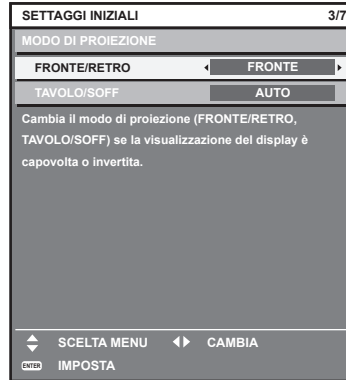 SETTAGGI INIZIALI 3/7
MODO DI PROIEZIONE
FRONTE/RETRO FRONTE
TAVOLO/SOFF AUTO
Cambia il modo di proiezione (FRONTE/RETRO,
TAVOLO/SOFF) se la visualizzazione del display è
capovolta o invertita.
SCELTA MENU CAMBIA
ENTER IMPOSTA